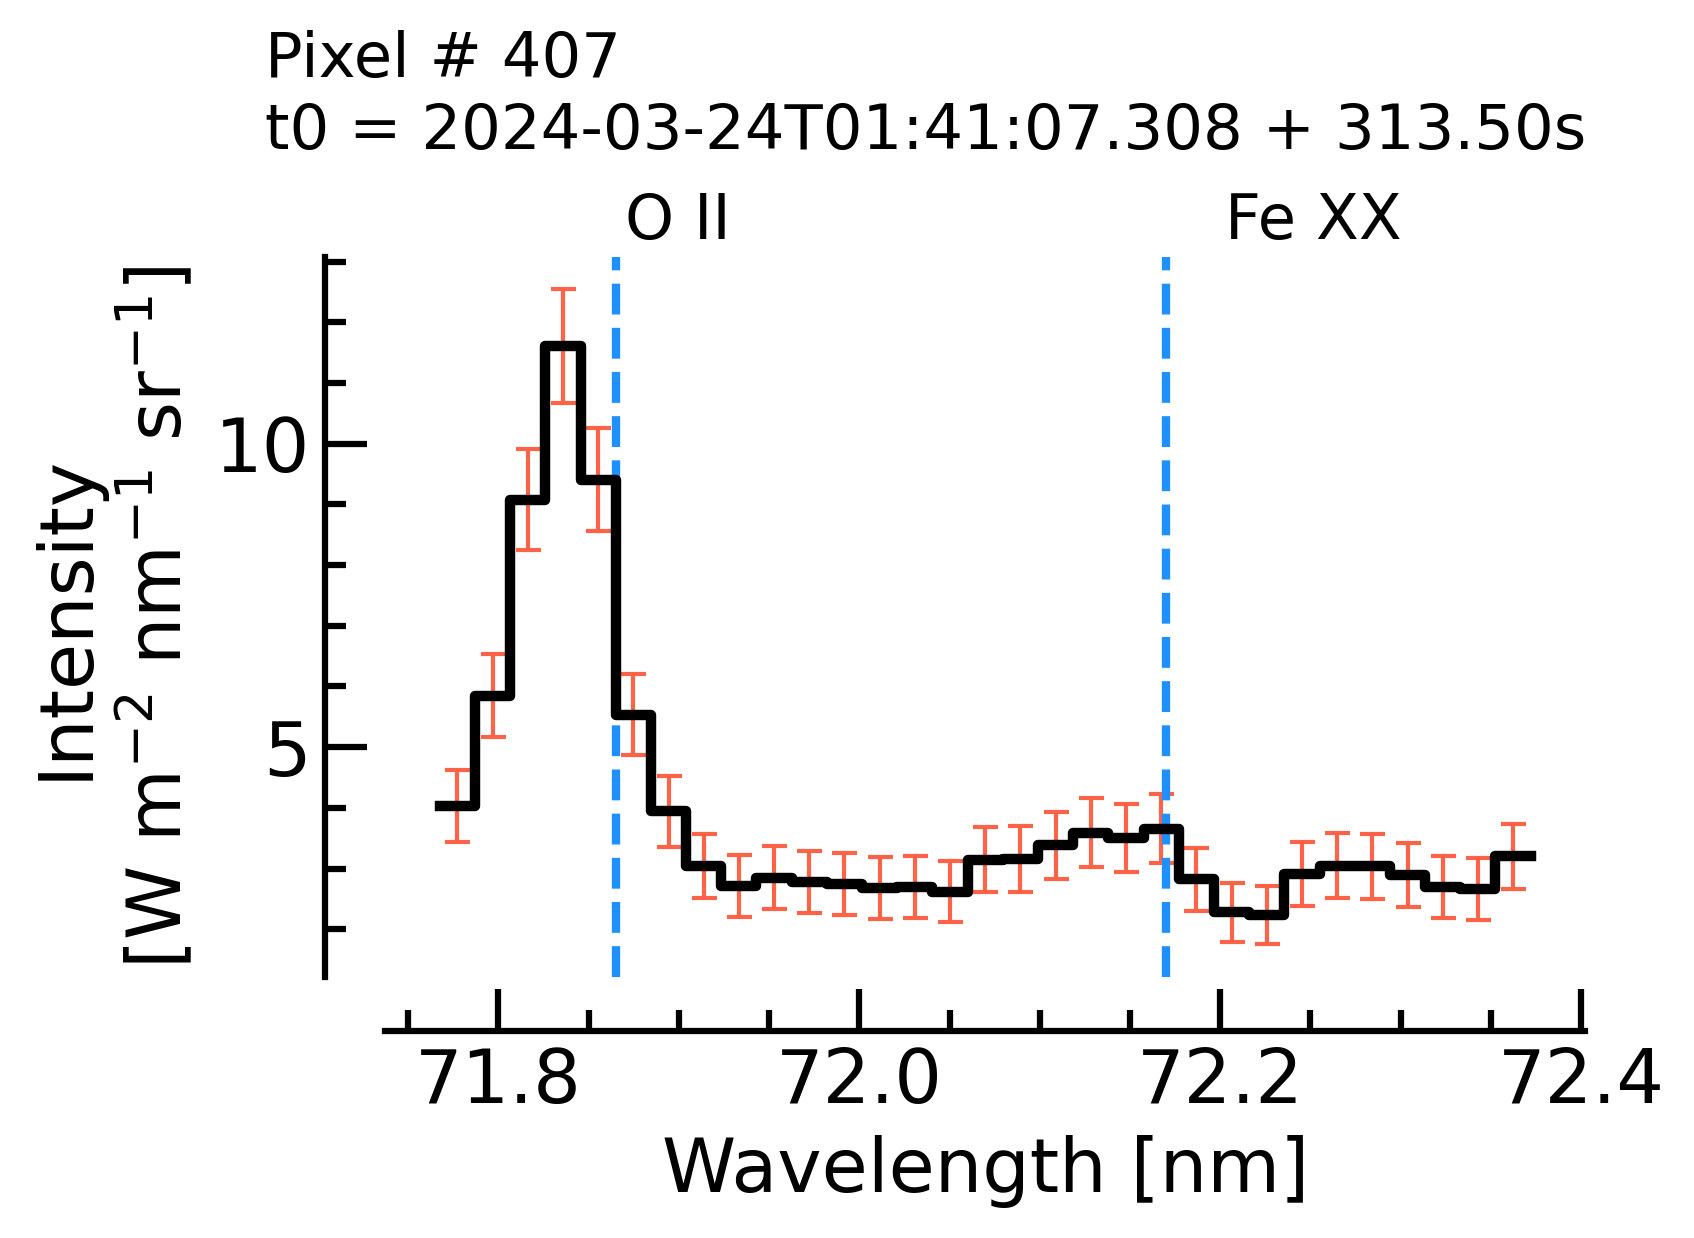 Pixel # 407
t0 = 2024-03-24T01:41:07.308 + 313.50s
O II
Fe XX
Intensity
[W m⁻² nm⁻¹ sr⁻¹]
10
5
71.8
72.0
72.2
72.4
Wavelength [nm]